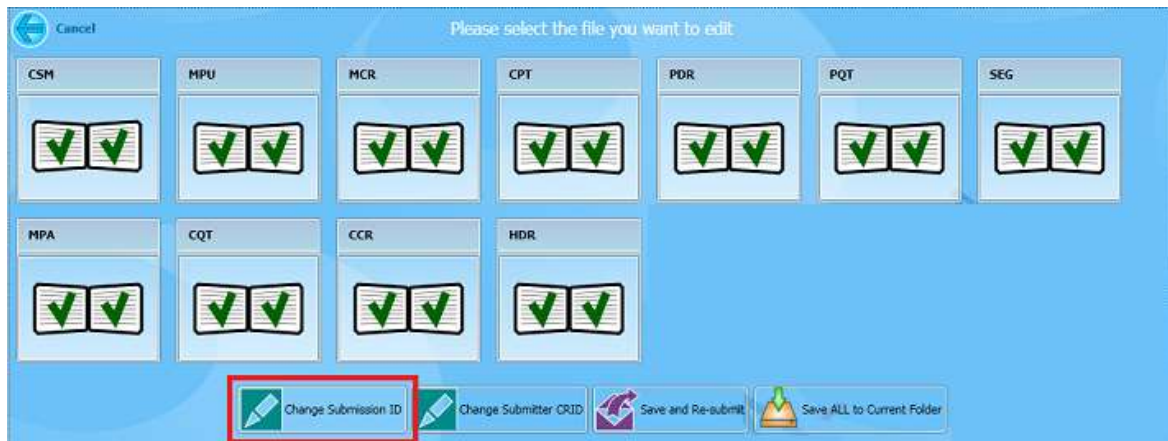 Cancel
Please select the file you want to edit
CSM MPU MCR CPT PDR PQT SEG
MPA CQT CCR HDR
Change Submission ID Change Submitter CRID Save and Re-submit Save ALL to Current Folder